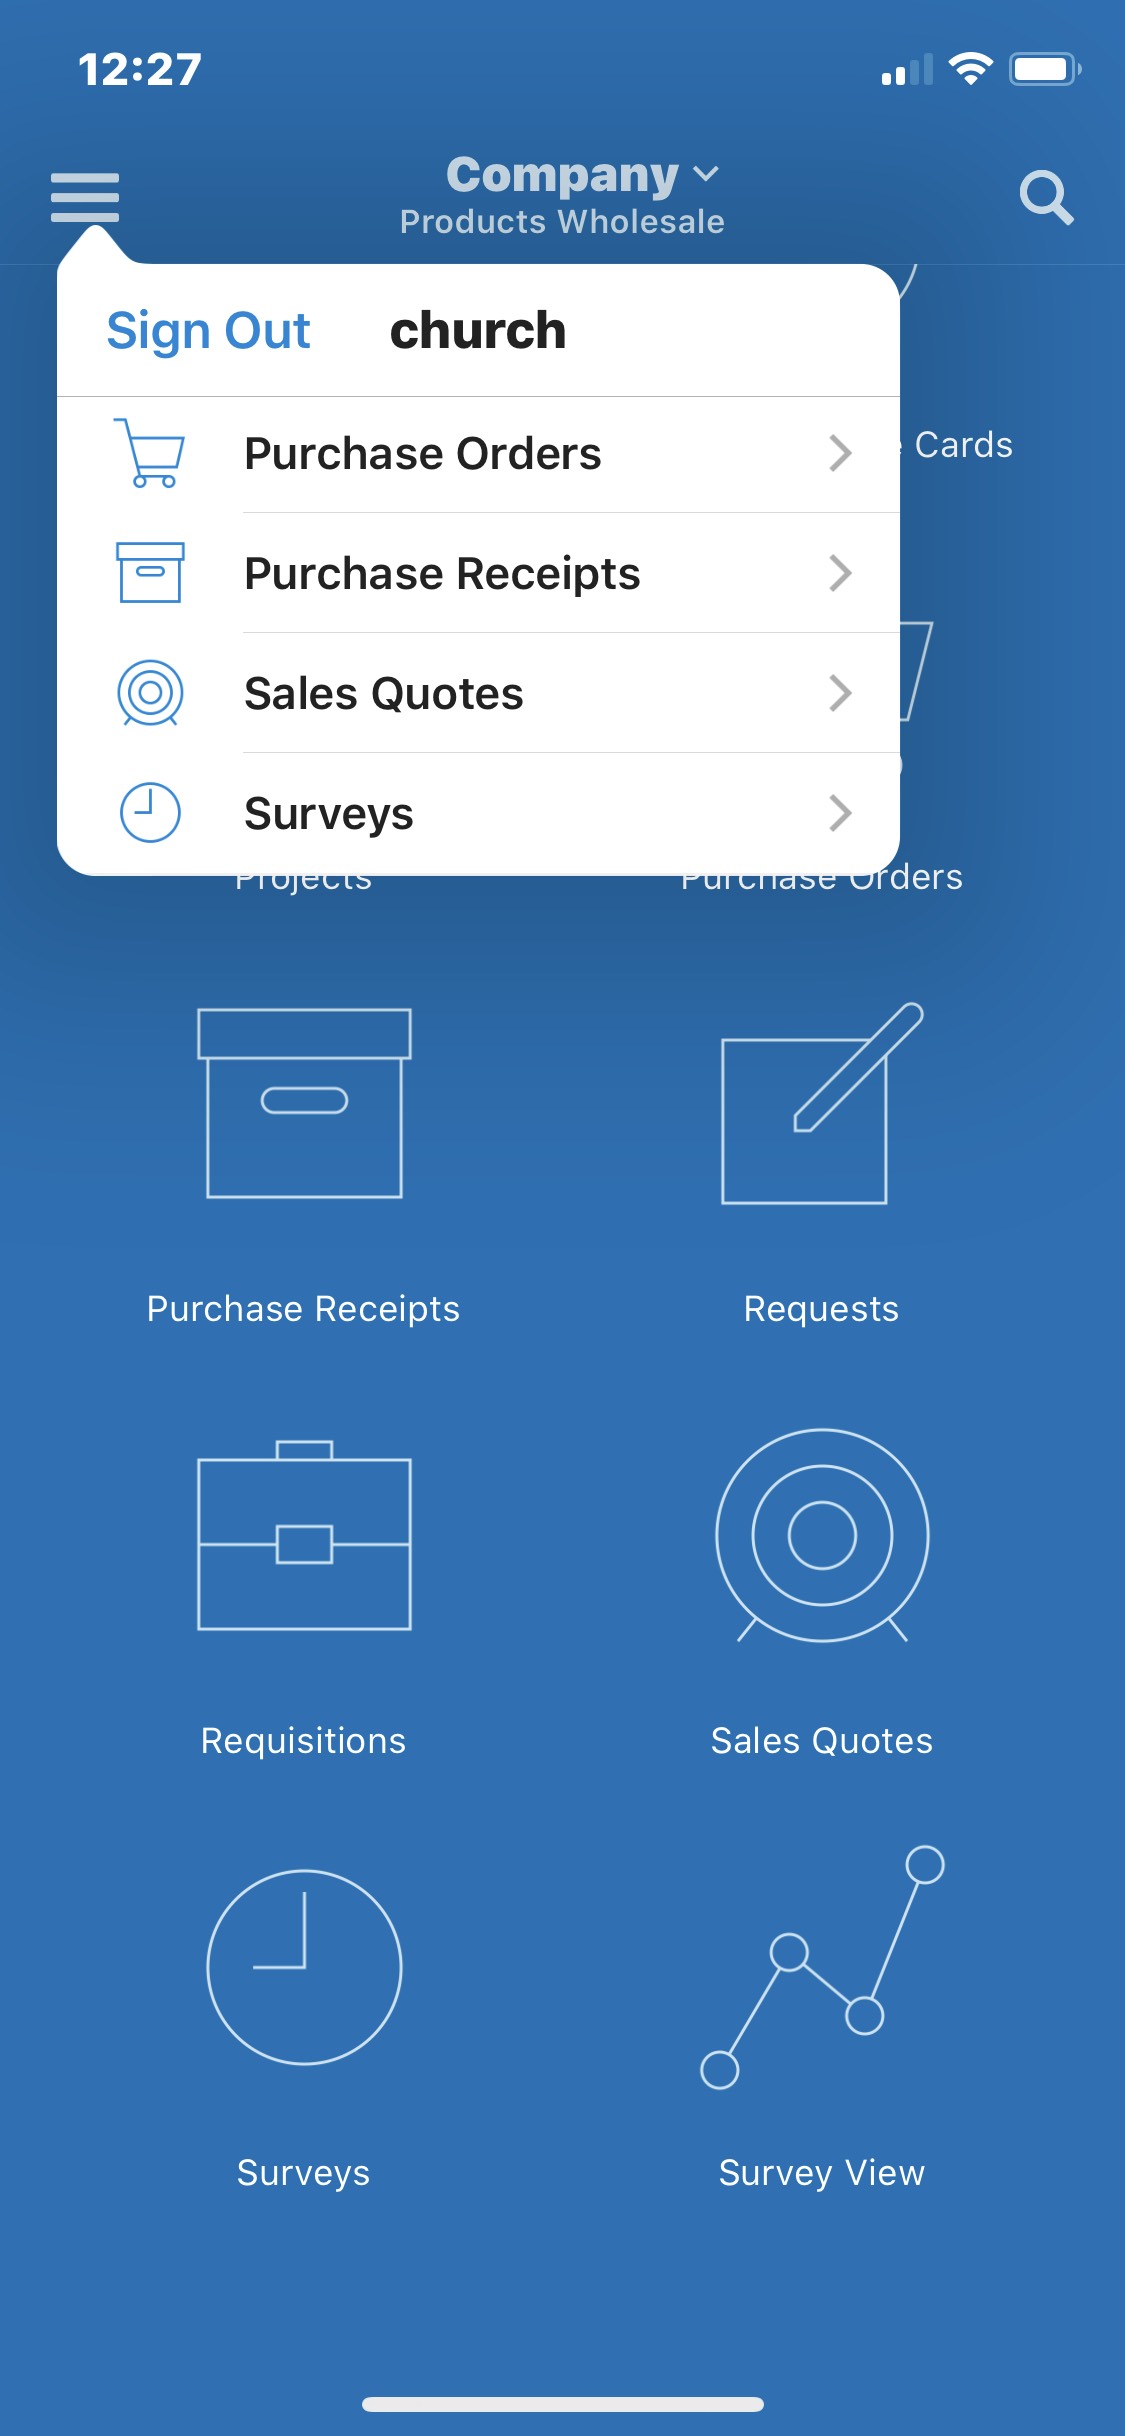 12:27
Company
Products Wholesale
Sign Out church
Purchase Orders
Cards
Purchase Receipts
Sales Quotes
Surveys
Projects Purchase Orders
Purchase Receipts Requests
Requisitions Sales Quotes
Surveys Survey View